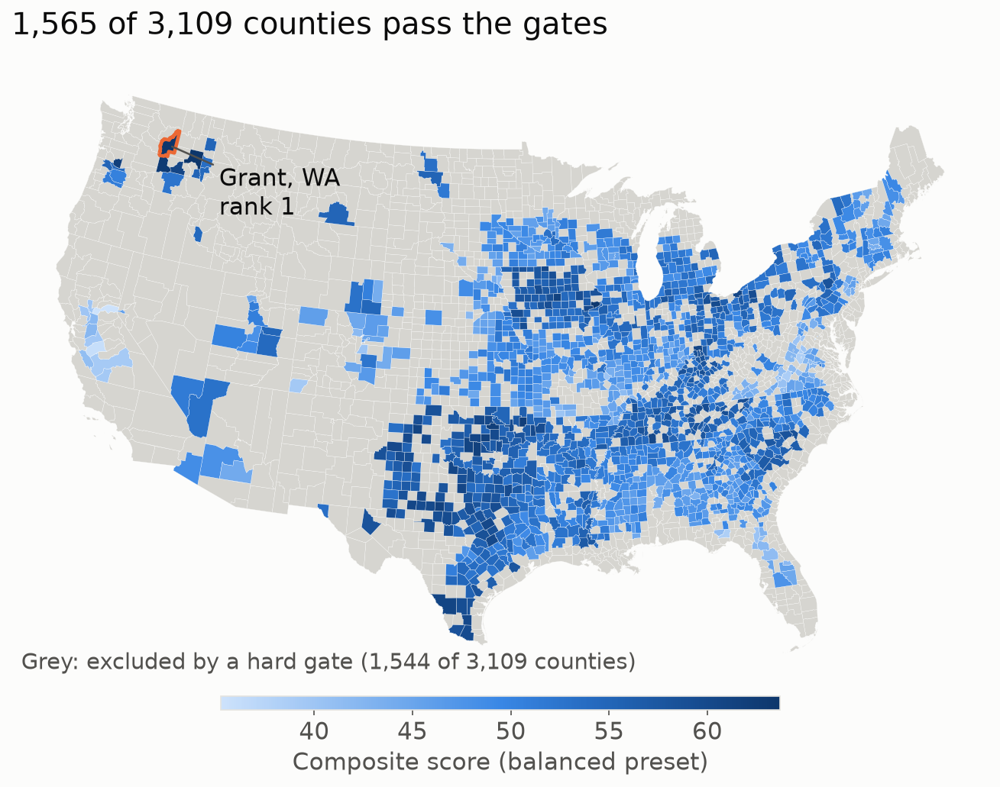 1,565 of 3,109 counties pass the gates
Grant, WA
rank 1
Grey: excluded by a hard gate (1,544 of 3,109 counties)
40 45 50 55 60
Composite score (balanced preset)